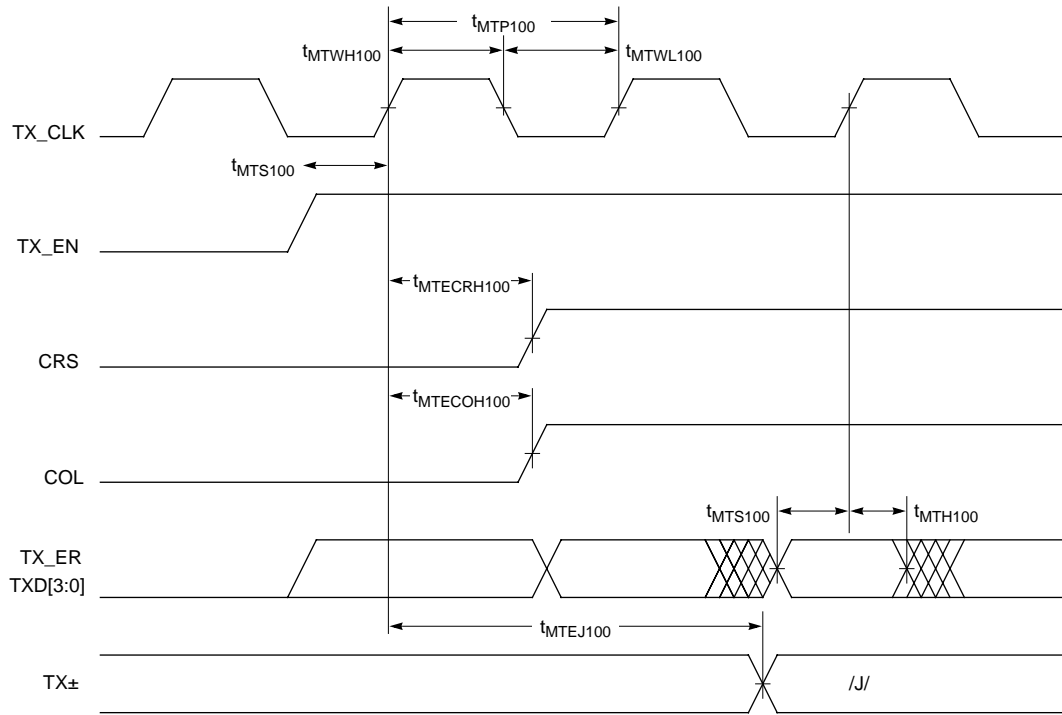 tMTP100
tMTWH100
tMTWL100
TX_CLK
tMTS100
TX_EN
tMTECRH100
CRS
tMTECOH100
COL
tMTS100
tMTH100
TX_ER
TXD[3:0]
tMTEJ100
TX±
/J/